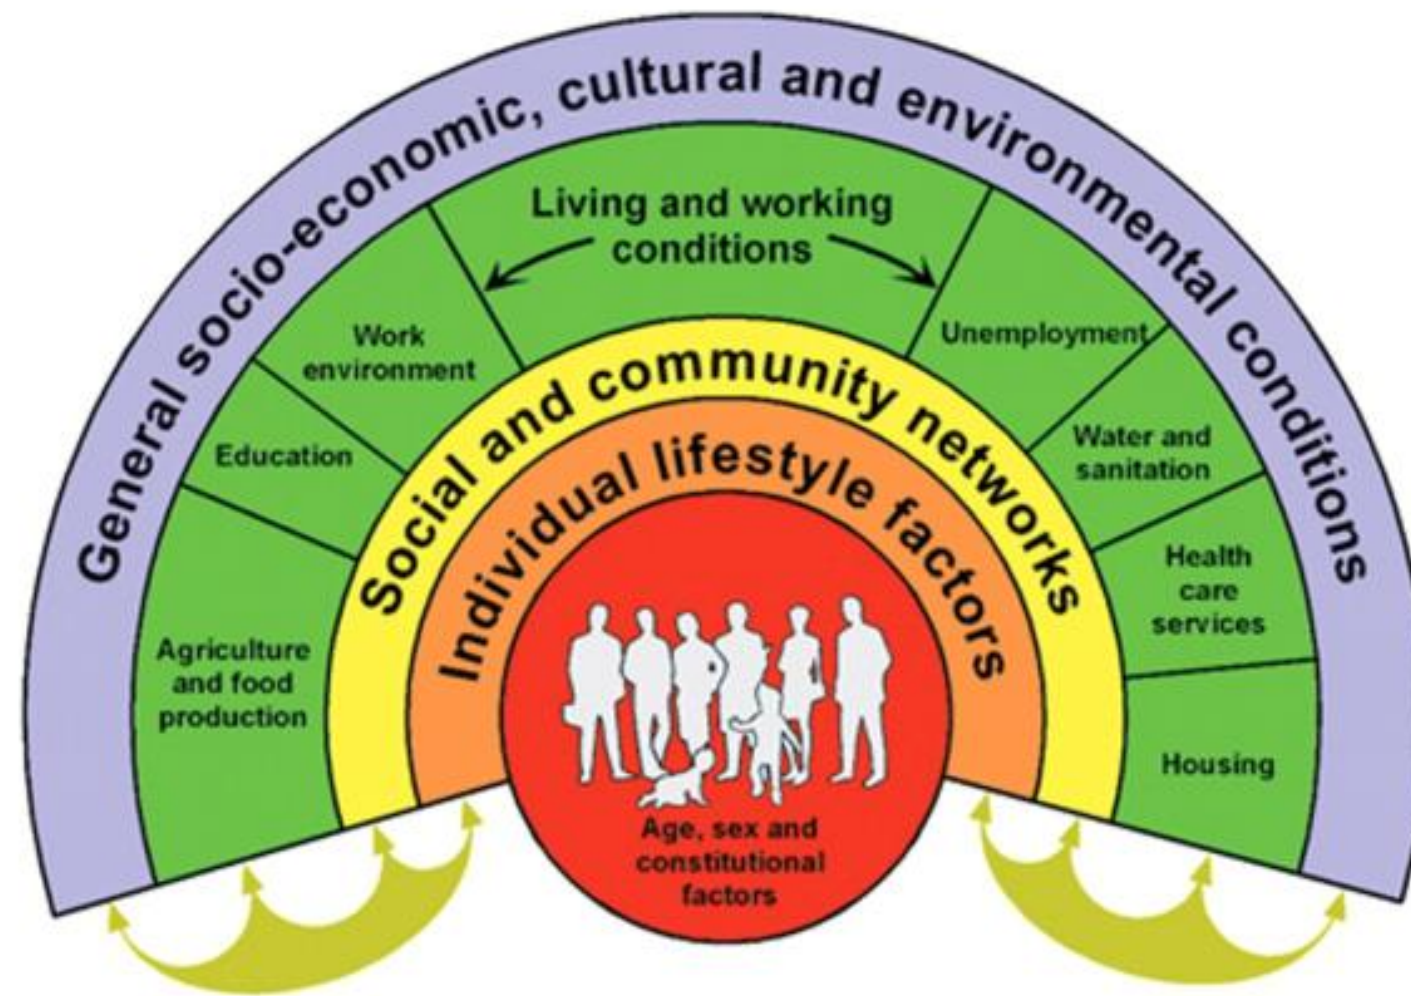 General socio-economic, cultural and environmental conditions
Living and working
conditions
Work
environment
Unemployment
Education
Water and
sanitation
Agriculture
and food
production
Health
care
services
Housing
Social and community networks
Individual lifestyle factors
Age, sex and
constitutional
factors